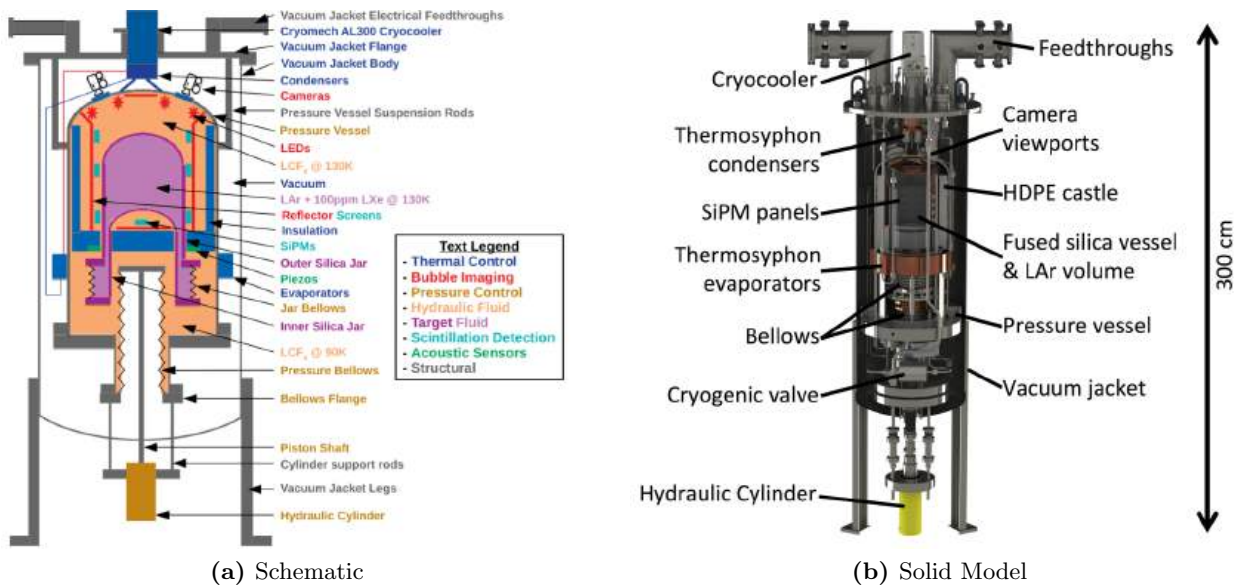 Vacuum Jacket Electrical Feedthroughs
Cryomech AL300 Cryocooler
Vacuum Jacket Flange
Vacuum Jacket Body
Condensers
Cameras
Pressure Vessel Suspension Rods
Pressure Vessel
LEDs
LCF₄ @ 130K
Vacuum
LAr + 100ppm LXe @ 130K
Reflector Screens
Insulation
SiPMs
Outer Silica Jar
Piezos
Evaporators
Jar Bellows
Inner Silica Jar
LCF₄ @ 90K
Pressure Bellows
Bellows Flange
Piston Shaft
Cylinder support rods
Vacuum Jacket Legs
Hydraulic Cylinder
Text Legend
- Thermal Control
- Bubble Imaging
- Pressure Control
- Hydraulic Fluid
- Target Fluid
- Scintillation Detection
- Acoustic Sensors
- Structural
(a) Schematic
Cryocooler
Thermosyphon
condensers
SiPM panels
Thermosyphon
evaporators
Bellows
Cryogenic valve
Hydraulic Cylinder
Feedthroughs
Camera
viewports
HDPE castle
Fused silica vessel
& LAr volume
Pressure vessel
Vacuum jacket
300 cm
(b) Solid Model